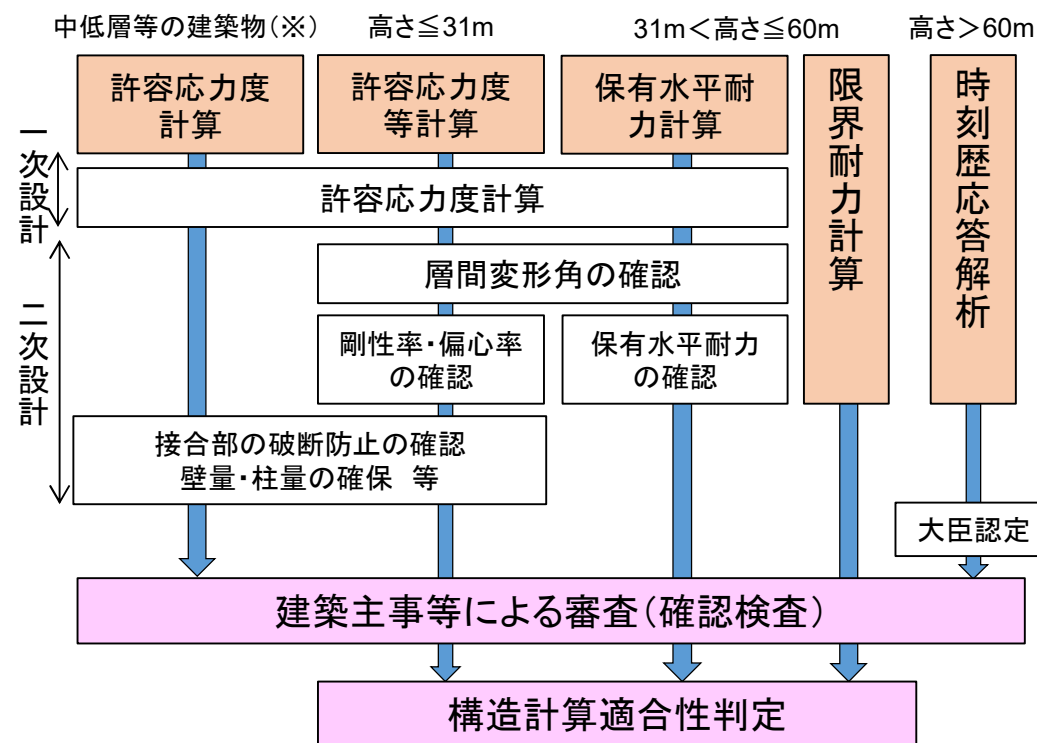 中低層等の建築物(※)
高さ≦31m
31m<高さ≦60m
高さ>60m
許容応力度
計算
許容応力度
等計算
保有水平耐
力計算
限界耐力計算
時刻歴応答解析
一次設計
許容応力度計算
二次設計
層間変形角の確認
剛性率・偏心率
の確認
保有水平耐力
の確認
接合部の破断防止の確認
壁量・柱量の確保 等
大臣認定
建築主事等による審査(確認検査)
構造計算適合性判定